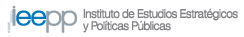 ieepp Instituto de Estudios Estratégicos
y Políticas Públicas